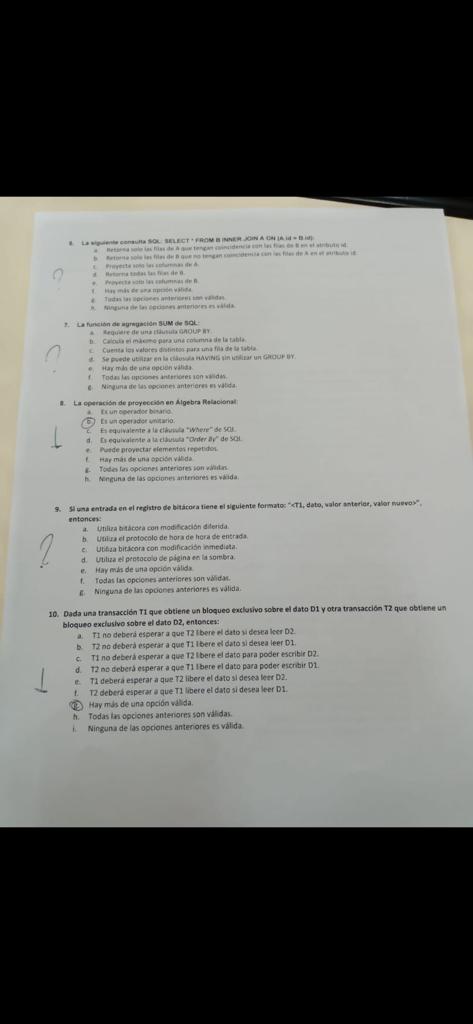 6. La siguiente consulta SQL: SELECT * FROM B INNER JOIN A ON (A.id = B.id):
a. Retorna solo las filas de A que tengan coincidencia con las filas de B en el atributo id.
b. Retorna solo las filas de B que no tengan coincidencia con las filas de A en el atributo id.
c. Proyecta solo las columnas de A.
d. Retorna todas las filas de B.
e. Proyecta solo las columnas de B.
f. Hay más de una opción válida.
g. Todas las opciones anteriores son válidas.
h. Ninguna de las opciones anteriores es válida.
?
7. La función de agregación SUM de SQL:
a. Requiere de una cláusula GROUP BY.
b. Calcula el máximo para una columna de la tabla.
c. Cuenta los valores distintos para una fila de la tabla.
d. Se puede utilizar en la cláusula HAVING sin utilizar un GROUP BY.
e. Hay más de una opción válida.
f. Todas las opciones anteriores son válidas.
g. Ninguna de las opciones anteriores es válida.
?
8. La operación de proyección en Álgebra Relacional:
a. Es un operador binario.
b. Es un operador unitario.
c. Es equivalente a la cláusula "Where" de SQL.
d. Es equivalente a la cláusula "Order By" de SQL.
e. Puede proyectar elementos repetidos.
f. Hay más de una opción válida.
g. Todas las opciones anteriores son válidas.
h. Ninguna de las opciones anteriores es válida.
9. Si una entrada en el registro de bitácora tiene el siguiente formato: "<T1, dato, valor anterior, valor nuevo>",
entonces:
a. Utiliza bitácora con modificación diferida.
b. Utiliza el protocolo de hora de hora de entrada.
c. Utiliza bitácora con modificación inmediata.
d. Utiliza el protocolo de página en la sombra.
e. Hay más de una opción válida.
f. Todas las opciones anteriores son válidas.
g. Ninguna de las opciones anteriores es válida.
?
10. Dada una transacción T1 que obtiene un bloqueo exclusivo sobre el dato D1 y otra transacción T2 que obtiene un
bloqueo exclusivo sobre el dato D2, entonces:
a. T1 no deberá esperar a que T2 libere el dato si desea leer D2.
b. T2 no deberá esperar a que T1 libere el dato si desea leer D1.
c. T1 no deberá esperar a que T2 libere el dato para poder escribir D2.
d. T2 no deberá esperar a que T1 libere el dato para poder escribir D1.
e. T1 deberá esperar a que T2 libere el dato si desea leer D2.
f. T2 deberá esperar a que T1 libere el dato si desea leer D1.
g. Hay más de una opción válida.
h. Todas las opciones anteriores son válidas.
i. Ninguna de las opciones anteriores es válida.